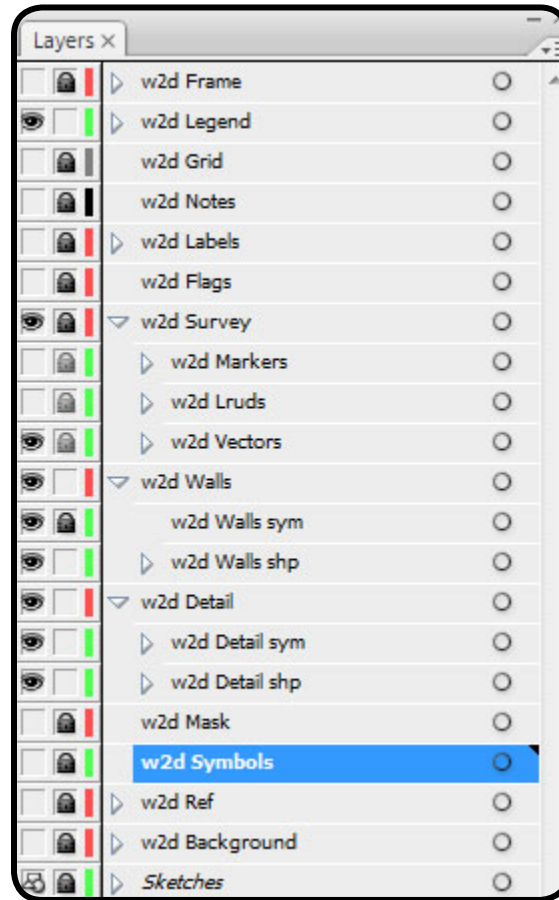 Layers ×
w2d Frame
w2d Legend
w2d Grid
w2d Notes
w2d Labels
w2d Flags
w2d Survey
w2d Markers
w2d Lruds
w2d Vectors
w2d Walls
w2d Walls sym
w2d Walls shp
w2d Detail
w2d Detail sym
w2d Detail shp
w2d Mask
w2d Symbols
w2d Ref
w2d Background
Sketches